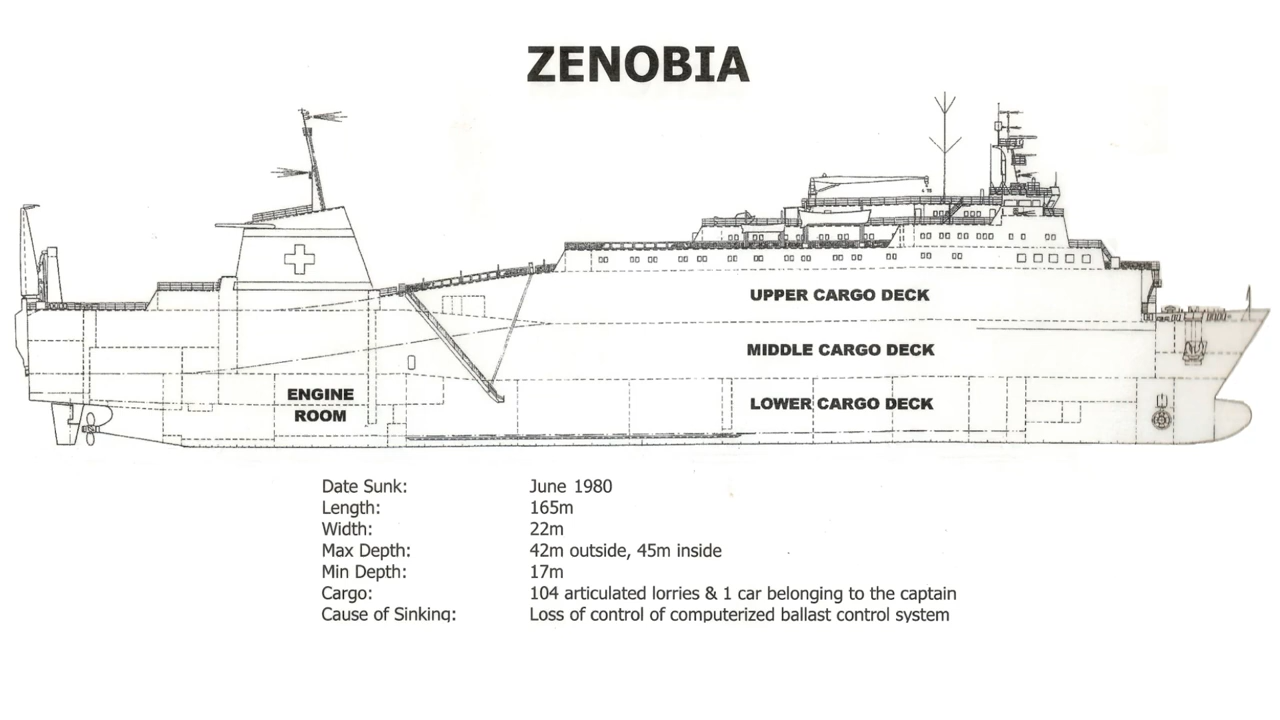 ZENOBIA
UPPER CARGO DECK
MIDDLE CARGO DECK
ENGINE
ROOM
LOWER CARGO DECK
Date Sunk: June 1980
Length: 165m
Width: 22m
Max Depth: 42m outside, 45m inside
Min Depth: 17m
Cargo: 104 articulated lorries & 1 car belonging to the captain
Cause of Sinking: Loss of control of computerized ballast control system